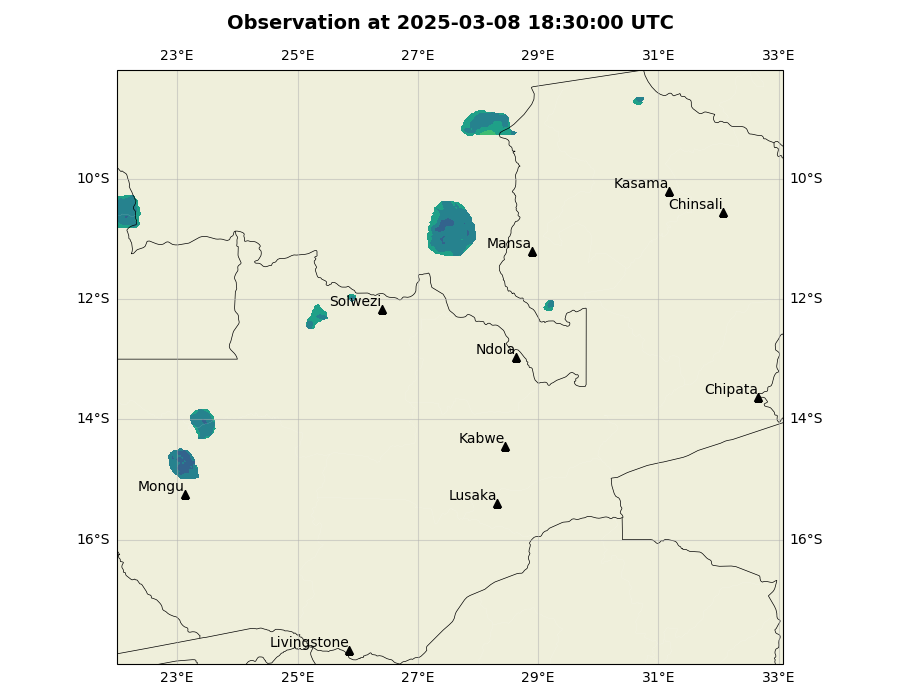 Observation at 2025-03-08 18:30:00 UTC
23°E 25°E 27°E 29°E 31°E 33°E
10°S 10°S
Kasama
Chinsali
Mansa
12°S 12°S
Solwezi
Ndola
Chipata
14°S 14°S
Kabwe
Mongu
Lusaka
16°S 16°S
Livingstone
23°E 25°E 27°E 29°E 31°E 33°E